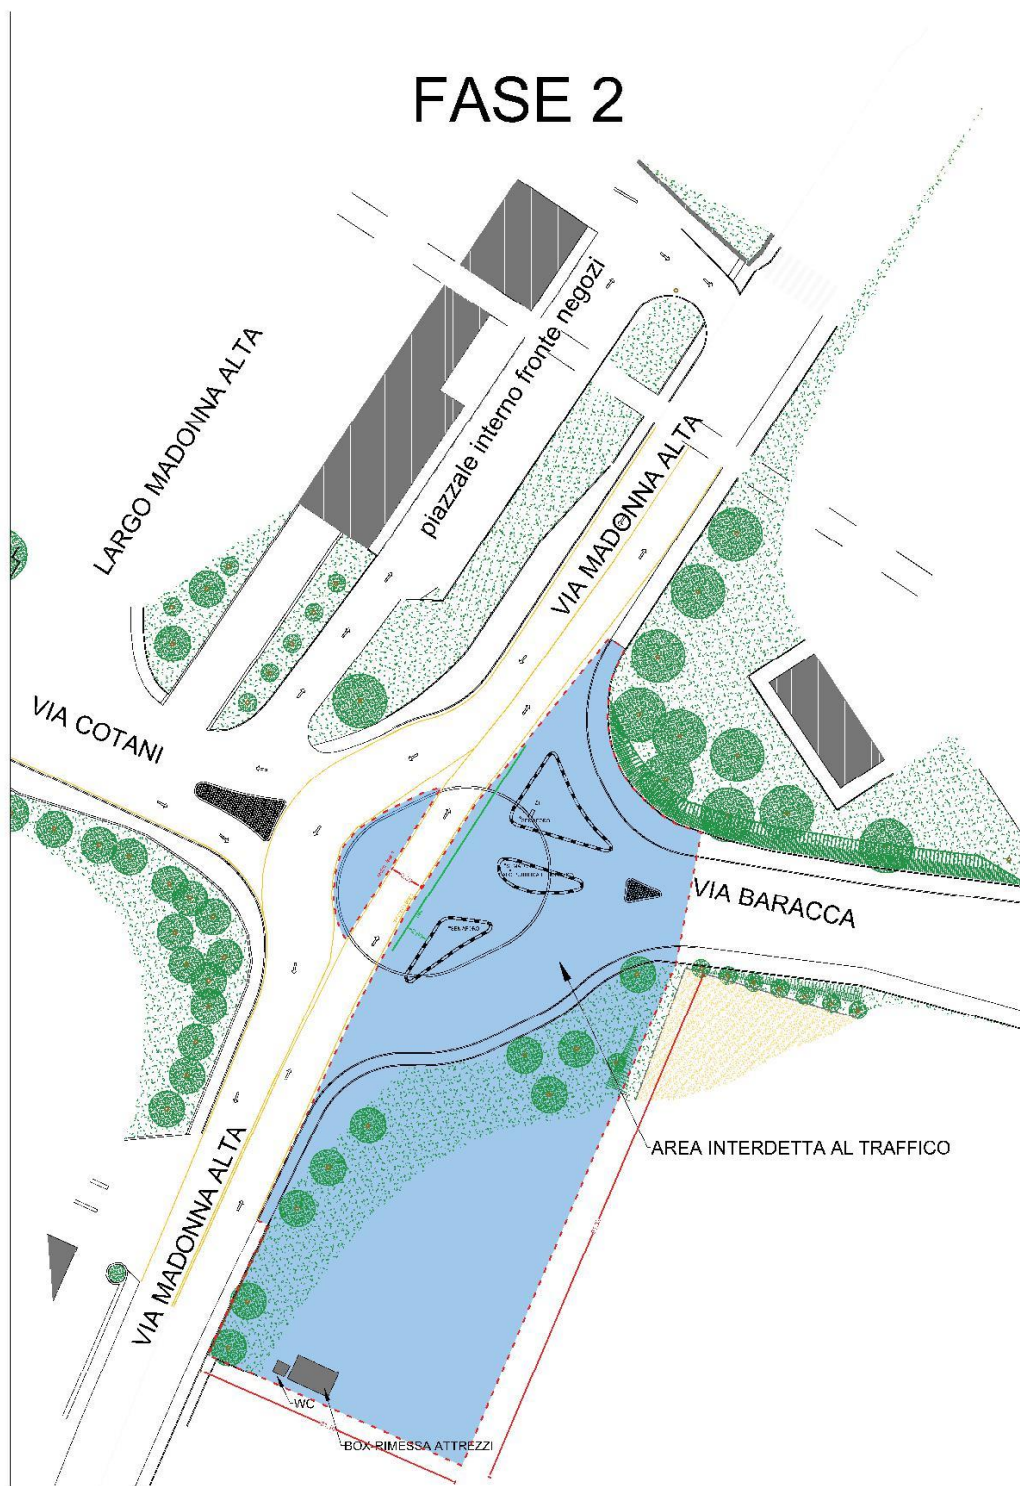 FASE 2
LARGO MADONNA ALTA
piazzale interno fronte negozi
VIA MADONNA ALTA
VIA COTANI
VIA BARACCA
AREA INTERDETTA AL TRAFFICO
VIA MADONNA ALTA
WC
BOX RIMESSA ATTREZZI